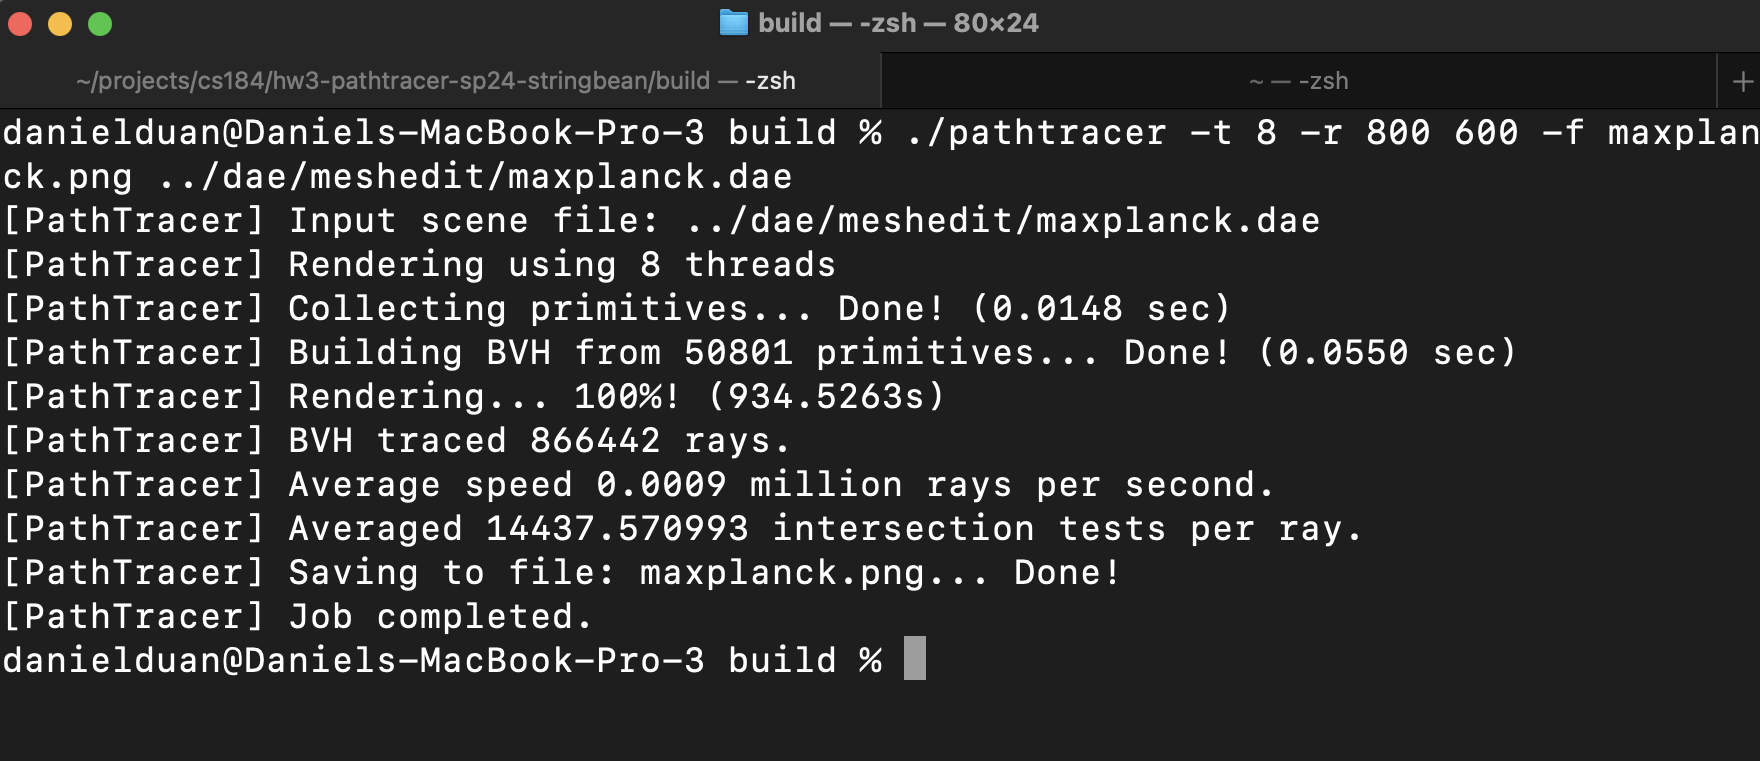 build — -zsh — 80×24
~/projects/cs184/hw3-pathtracer-sp24-stringbean/build — -zsh
~ — -zsh
+
danielduan@Daniels-MacBook-Pro-3 build % ./pathtracer -t 8 -r 800 600 -f maxplan
ck.png ../dae/meshedit/maxplanck.dae
[PathTracer] Input scene file: ../dae/meshedit/maxplanck.dae
[PathTracer] Rendering using 8 threads
[PathTracer] Collecting primitives... Done! (0.0148 sec)
[PathTracer] Building BVH from 50801 primitives... Done! (0.0550 sec)
[PathTracer] Rendering... 100%! (934.5263s)
[PathTracer] BVH traced 866442 rays.
[PathTracer] Average speed 0.0009 million rays per second.
[PathTracer] Averaged 14437.570993 intersection tests per ray.
[PathTracer] Saving to file: maxplanck.png... Done!
[PathTracer] Job completed.
danielduan@Daniels-MacBook-Pro-3 build %